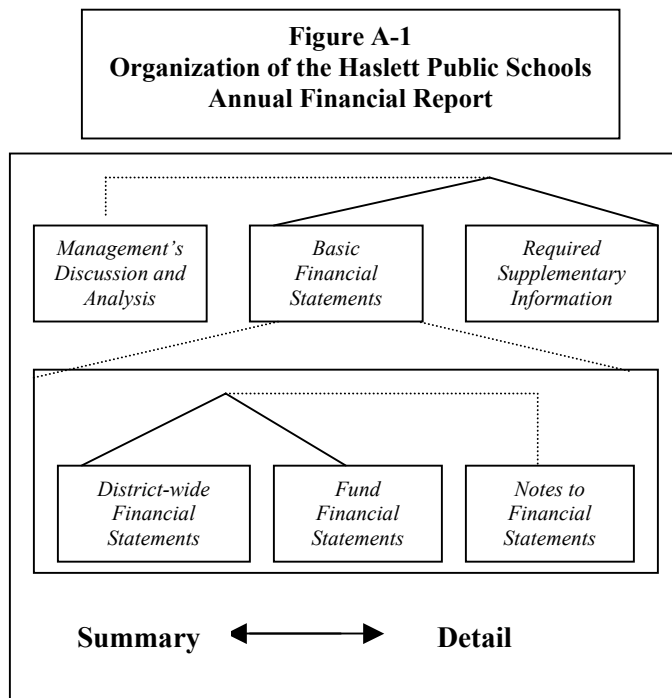 Figure A-1
Organization of the Haslett Public Schools
Annual Financial Report
Management’s
Discussion and
Analysis
Basic
Financial
Statements
Required
Supplementary
Information
District-wide
Financial
Statements
Fund
Financial
Statements
Notes to
Financial
Statements
Summary
Detail